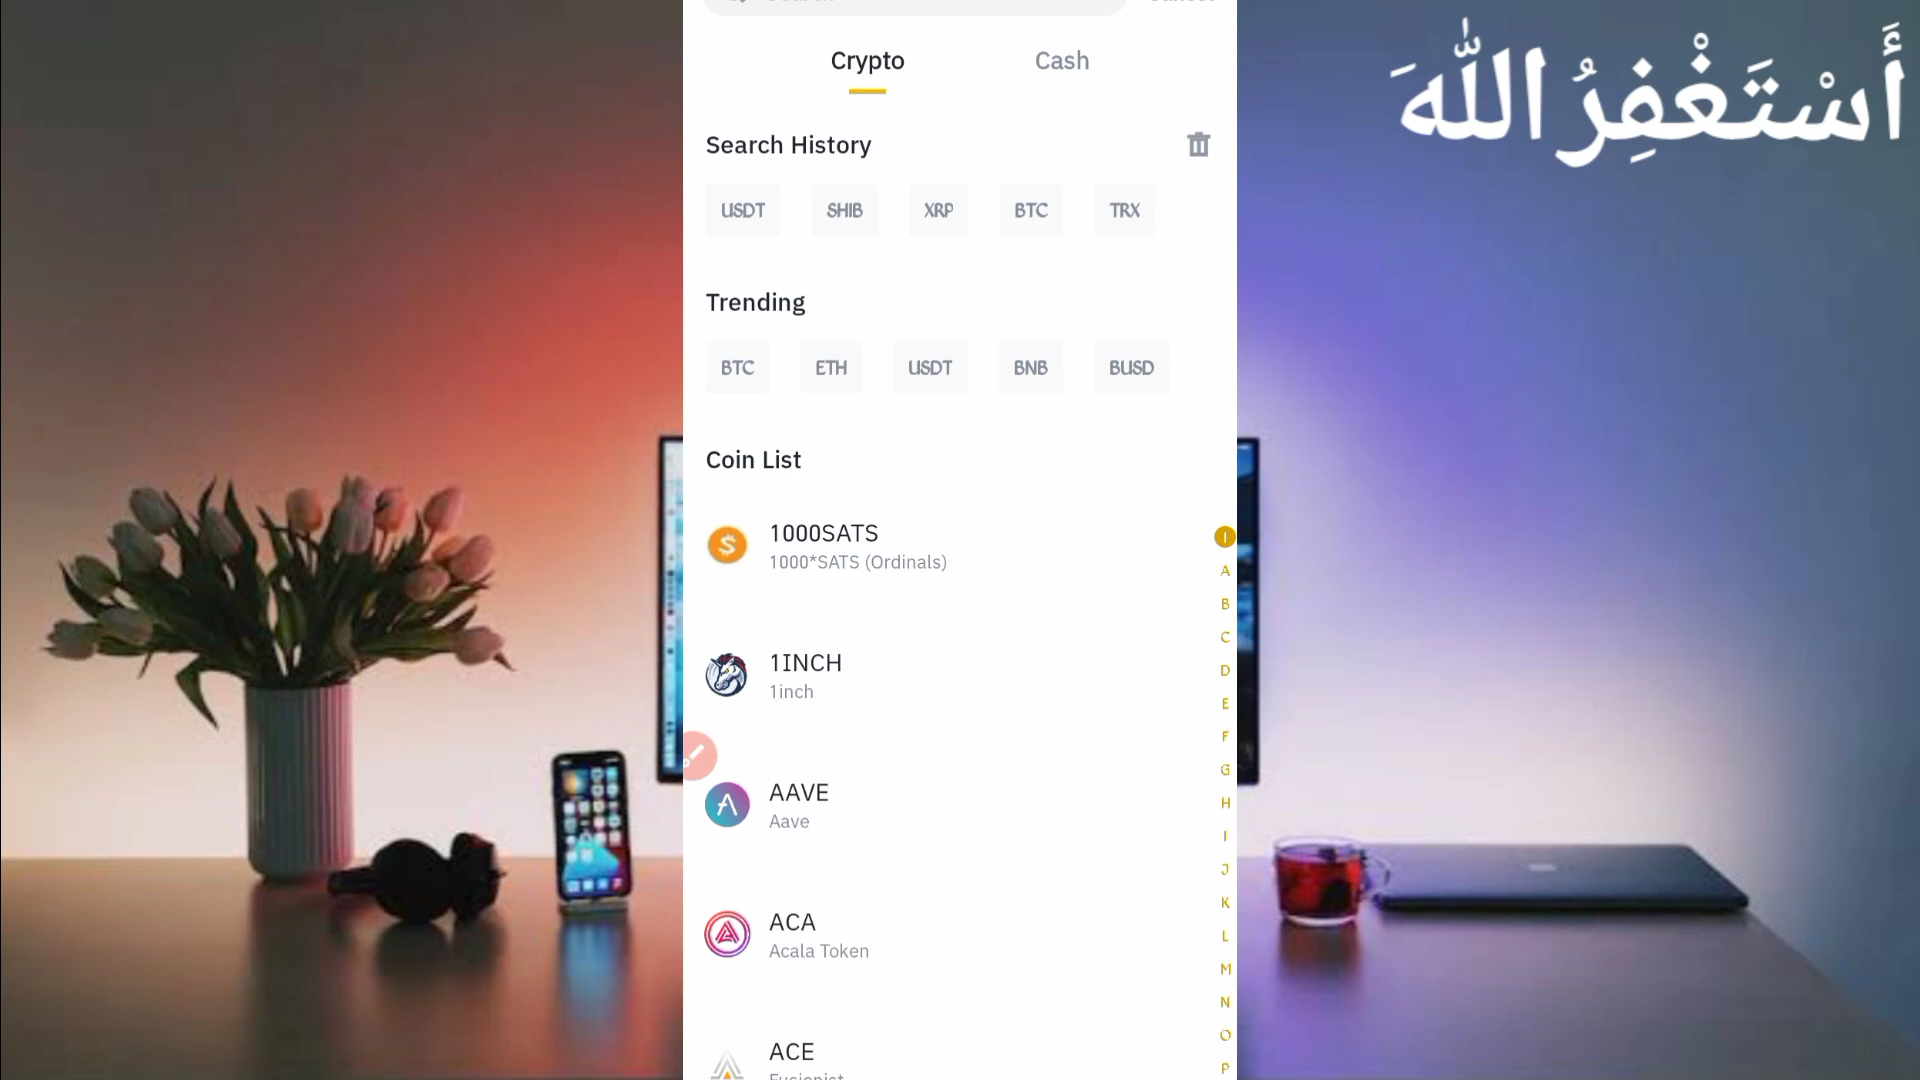 Crypto Cash
أَسْتَغْفِرُ اللّٰهَ
Search History
USDT SHIB XRP BTC TRX
Trending
BTC ETH USDT BNB BUSD
Coin List
1000SATS
1000*SATS (Ordinals)
1INCH
1inch
AAVE
Aave
ACA
Acala Token
ACE
A
B
C
D
E
F
G
H
I
J
K
L
M
N
O
P